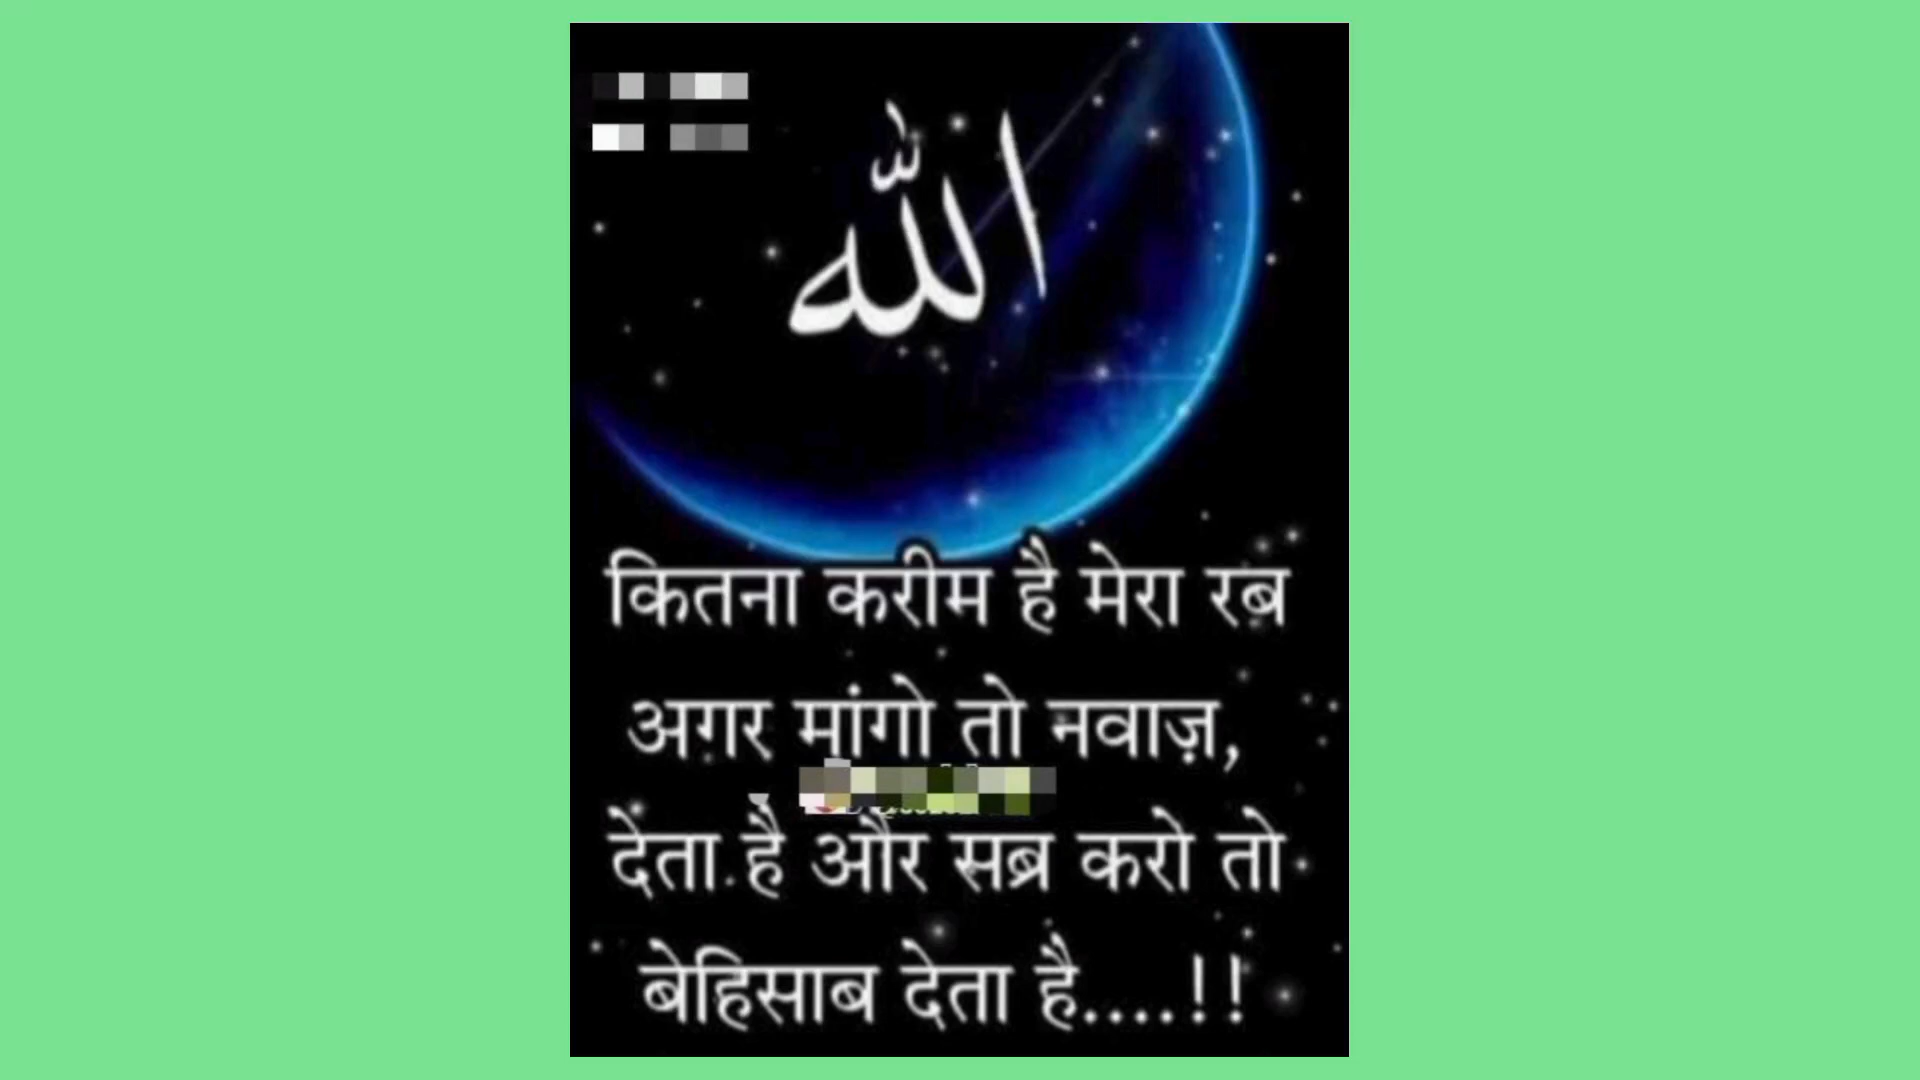 الله
कितना करीम है मेरा रब
अगर मांगो तो नवाज़,
देता है और सब्र करो तो
बेहिसाब देता है....!!